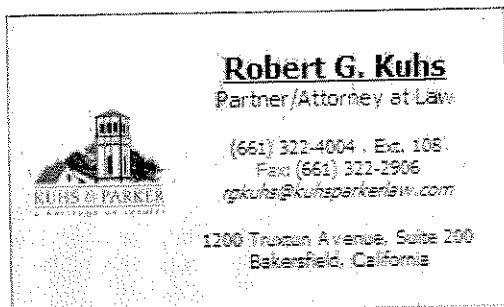 Robert G. Kuhs
Partner/Attorney at Law
(661) 322-4004 . Ext. 108
Fax: (661) 322-2906
rgkuhs@kuhsparkerlaw.com
KUHS & PARKER
1200 Truxtun Avenue, Suite 200
Bakersfield, California